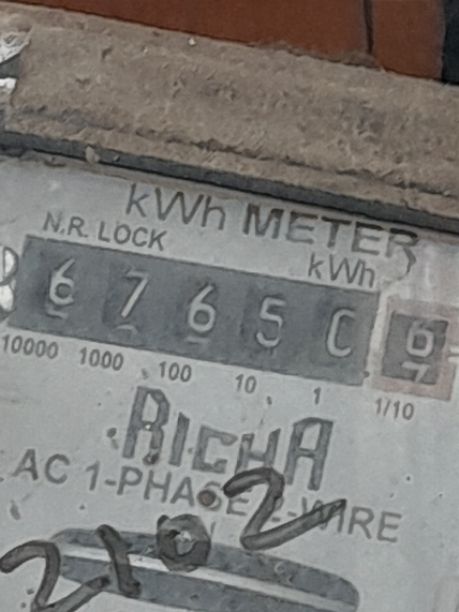 kWh METER
N.R. LOCK
kWh
6 7 6 5 0 6
10000 1000 100 10 1 1/10
RICHA
AC 1-PHASE 2-WIRE
2102